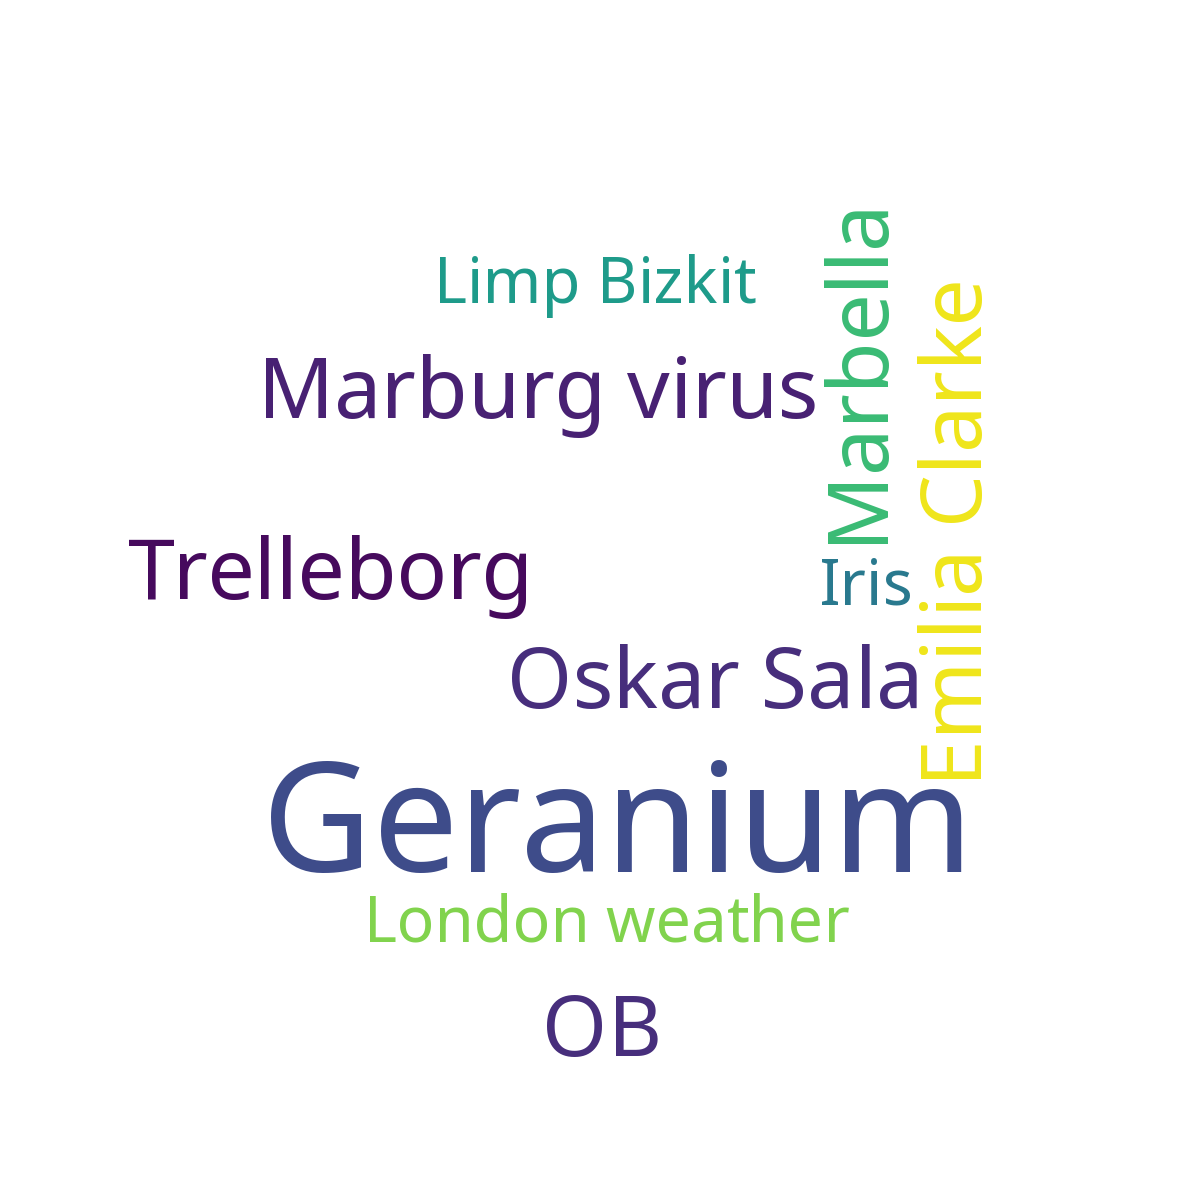 Limp Bizkit
Marbella
Emilia Clarke
Marburg virus
Trelleborg
Iris
Oskar Sala
Geranium
London weather
OB